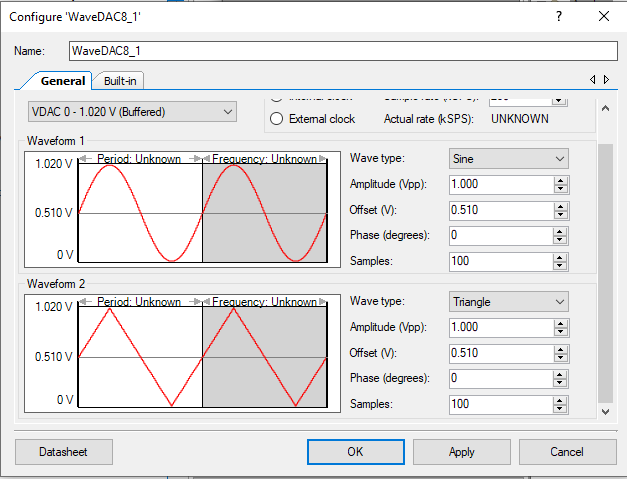 Configure 'WaveDAC8_1'
? 
Name: WaveDAC8_1
General Built-in
VDAC 0 - 1.020 V (Buffered)
Internal clock Sample rate (kSPS):
External clock Actual rate (kSPS): UNKNOWN
Waveform 1
Period: Unknown Frequency: Unknown
1.020 V
0.510 V
0 V
Wave type: Sine
Amplitude (Vpp): 1.000
Offset (V): 0.510
Phase (degrees): 0
Samples: 100
Waveform 2
Period: Unknown Frequency: Unknown
1.020 V
0.510 V
0 V
Wave type: Triangle
Amplitude (Vpp): 1.000
Offset (V): 0.510
Phase (degrees): 0
Samples: 100
Datasheet OK Apply Cancel